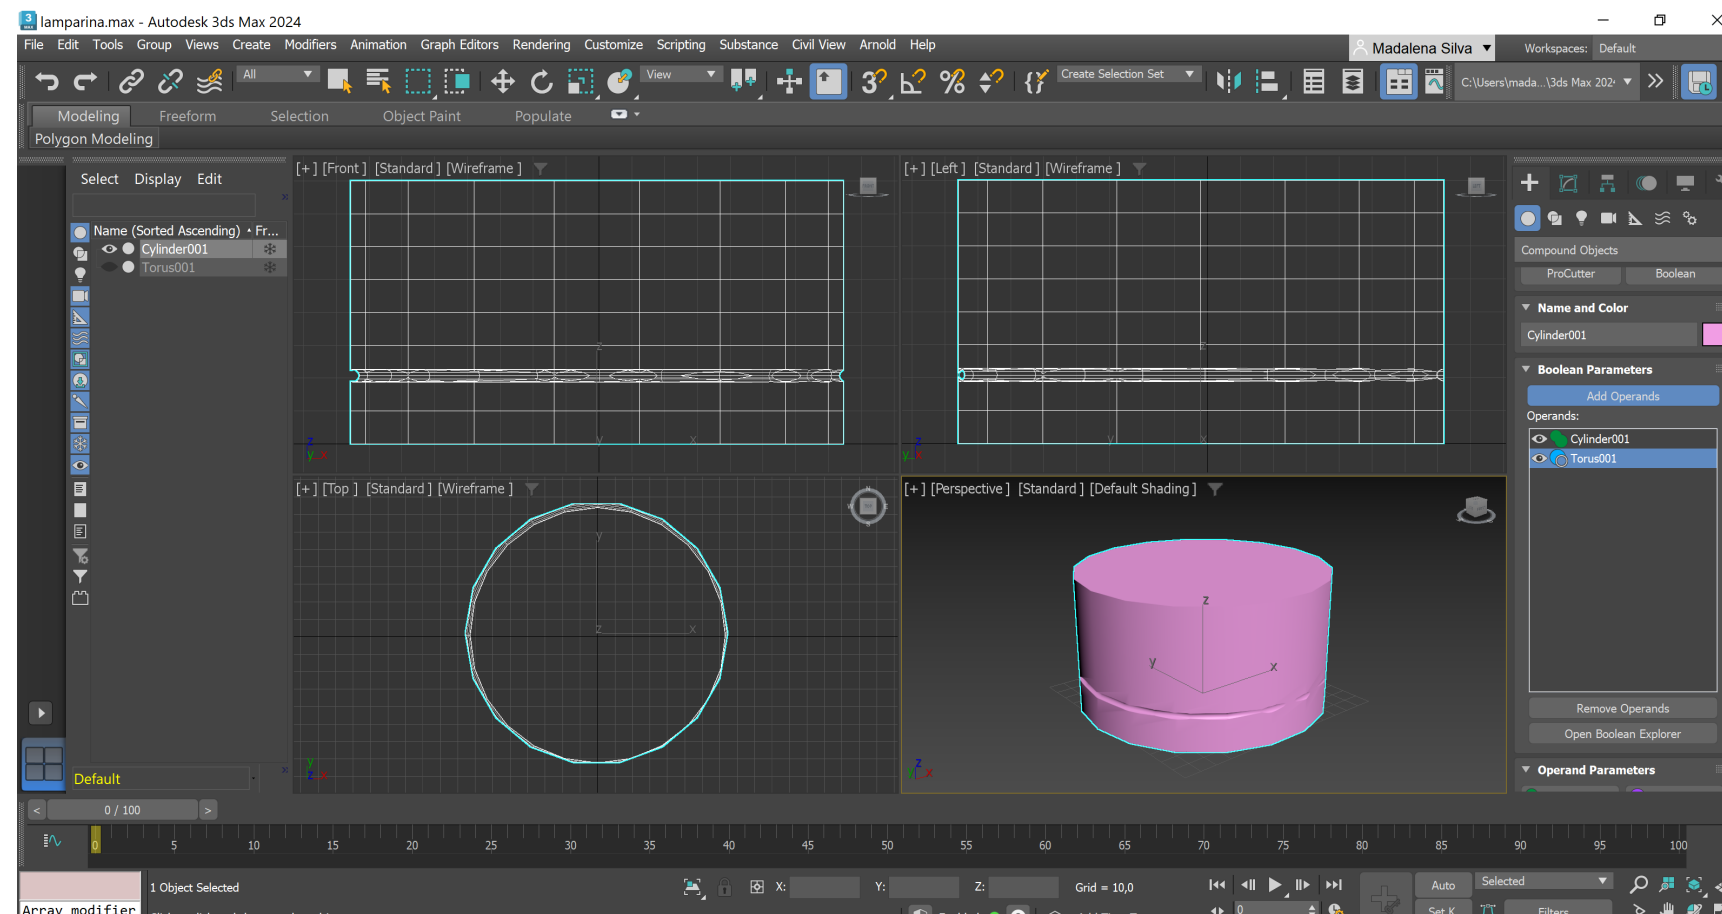 lamparina.max - Autodesk 3ds Max 2024
File Edit Tools Group Views Create Modifiers Animation Graph Editors Rendering Customize Scripting Substance Civil View Arnold Help
Madalena Silva
Workspaces: Default
All
View
Create Selection Set
C:\Users\mada...\3ds Max 202
Modeling Freeform Selection Object Paint Populate
Polygon Modeling
Select Display Edit
Name (Sorted Ascending) Fr...
Cylinder001
Torus001
Default
[+] [Front ] [Standard ] [Wireframe ]
[+] [Left ] [Standard ] [Wireframe ]
[+] [Top ] [Standard ] [Wireframe ]
[+] [Perspective ] [Standard ] [Default Shading ]
z
y
x
Compound Objects
ProCutter Boolean
Name and Color
Cylinder001
Boolean Parameters
Add Operands
Operands:
Cylinder001
Torus001
Remove Operands
Open Boolean Explorer
Operand Parameters
< 0 / 100 >
0 5 10 15 20 25 30 35 40 45 50 55 60 65 70 75 80 85 90 95 100
1 Object Selected
X: Y: Z: Grid = 10,0
Auto Selected
Array modifier
0
Set K Filters